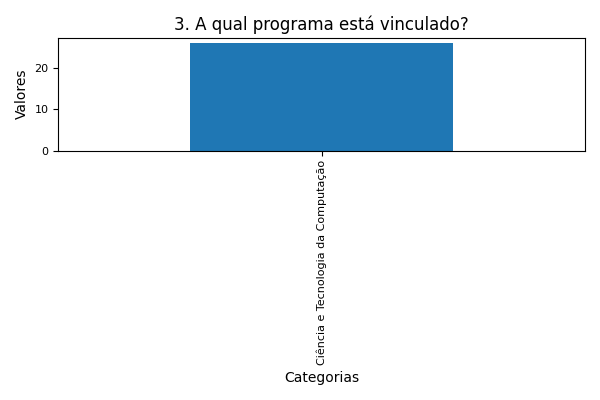 3. A qual programa está vinculado?
Valores
20
10
0
Ciência e Tecnologia da Computação
Categorias